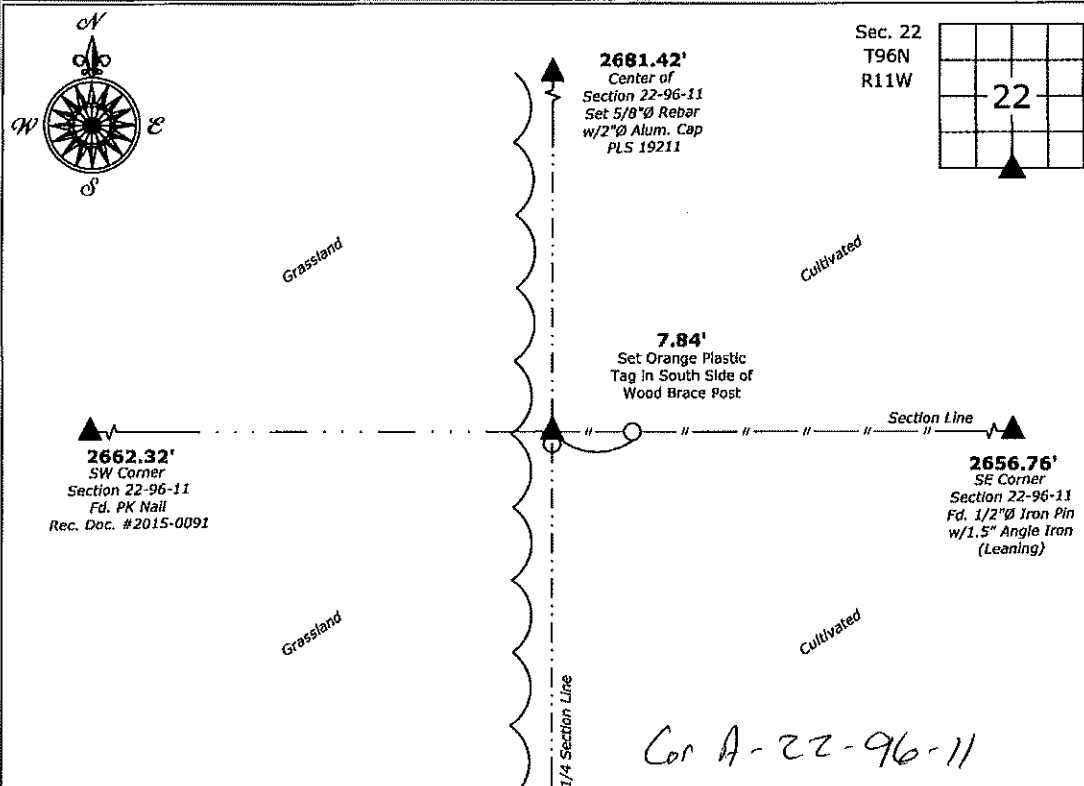 N
W E
S
2681.42'
Center of
Section 22-96-11
Set 5/8"Ø Rebar
w/2"Ø Alum. Cap
PLS 19211
Sec. 22
T96N
R11W
22
Grassland
Cultivated
7.84'
Set Orange Plastic
Tag in South Side of
Wood Brace Post
Section Line
2662.32'
SW Corner
Section 22-96-11
Fd. PK Nail
Rec. Doc. #2015-0091
2656.76'
SE Corner
Section 22-96-11
Fd. 1/2"Ø Iron Pin
w/1.5" Angle Iron
(Leaning)
Grassland
Cultivated
1/4 Section Line
Cor A-22-96-11